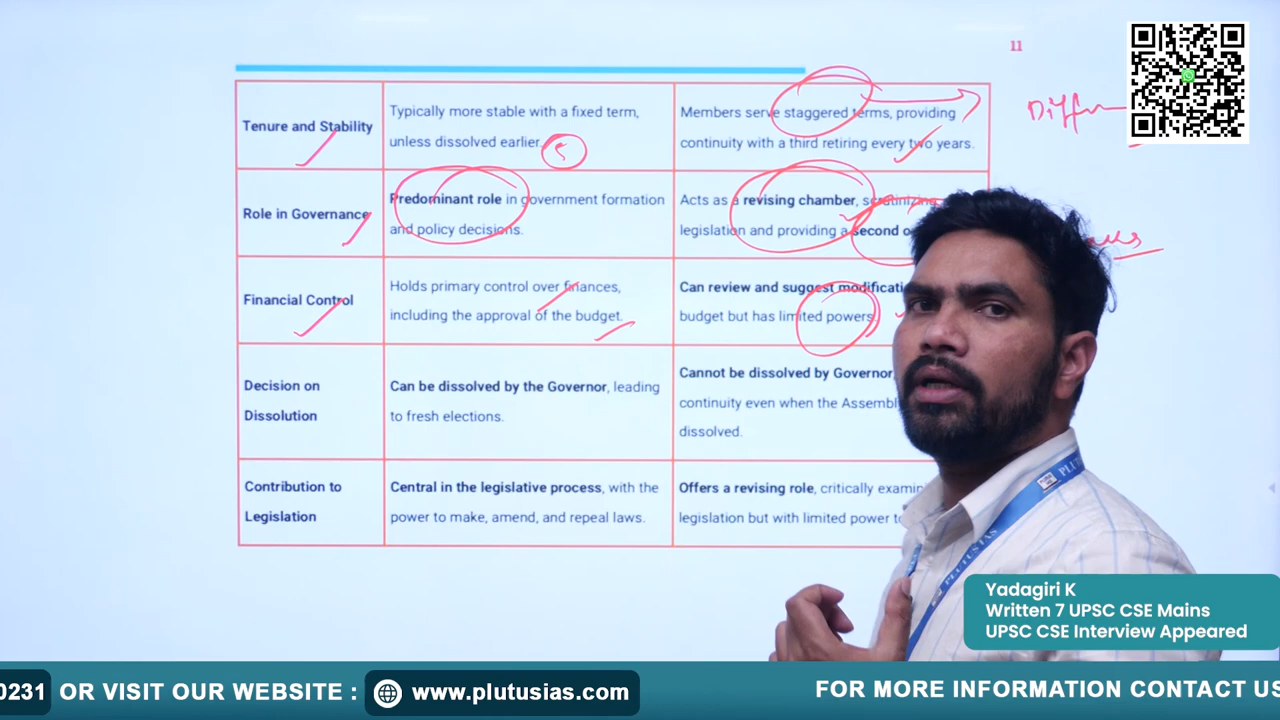 11
Tenure and Stability
Typically more stable with a fixed term,
unless dissolved earlier.
5
Members serve staggered terms, providing
continuity with a third retiring every two years.
Role in Governance
Predominant role in government formation
and policy decisions.
Acts as a revising chamber, scrutinizing
legislation and providing a second
Financial Control
Holds primary control over finances,
including the approval of the budget.
Can review and suggest
budget but has limited powers
Decision on
Dissolution
Can be dissolved by the Governor, leading
to fresh elections.
Cannot be dissolved by Governor,
continuity even when the
dissolved.
Contribution to
Legislation
Central in the legislative process, with the
power to make, amend, and repeal laws.
Offers a revising role, critically
legislation but with limited power
PLUTUS IAS
Yadagiri K
Written 7 UPSC CSE Mains
UPSC CSE Interview Appeared
0231 OR VISIT OUR WEBSITE : www.plutusias.com FOR MORE INFORMATION CONTACT US